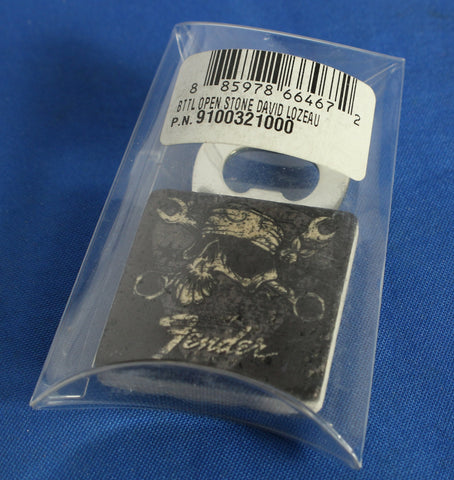 8 85978 66467 2
BTTL OPEN STONE DAVID LOZEAU
P.N. 9100321000
Fender